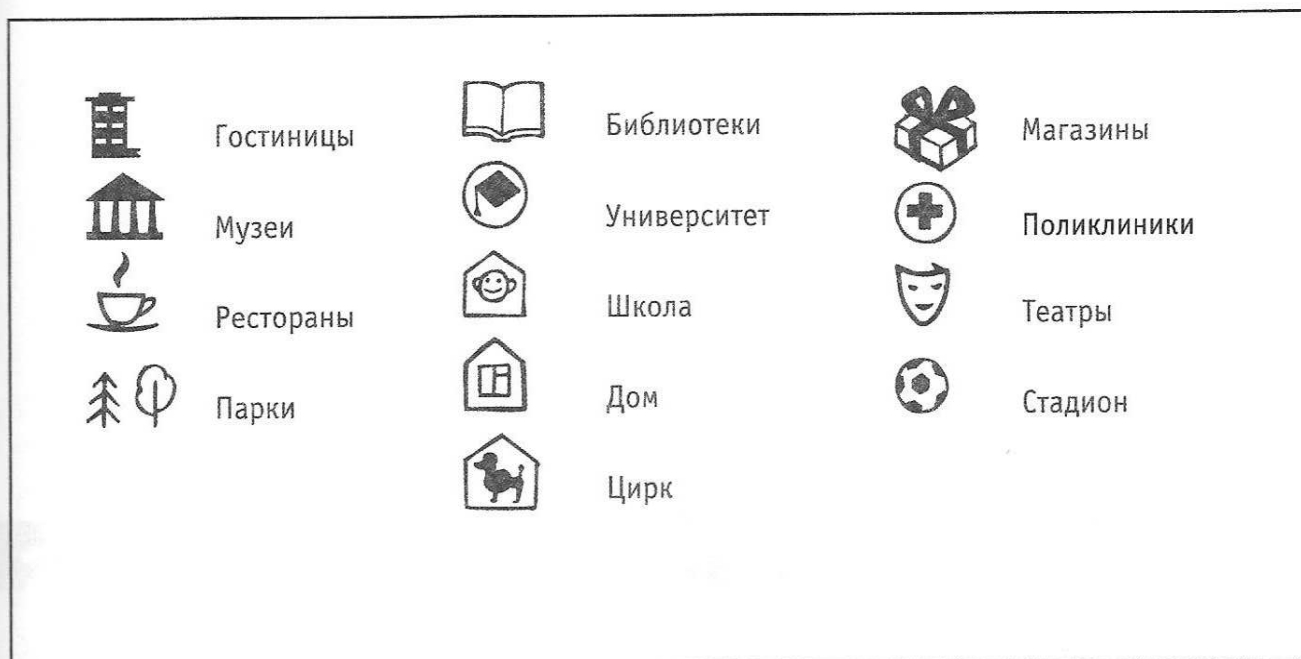 Гостиницы
Музеи
Рестораны
Парки
Библиотеки
Университет
Школа
Дом
Цирк
Магазины
Поликлиники
Театры
Стадион